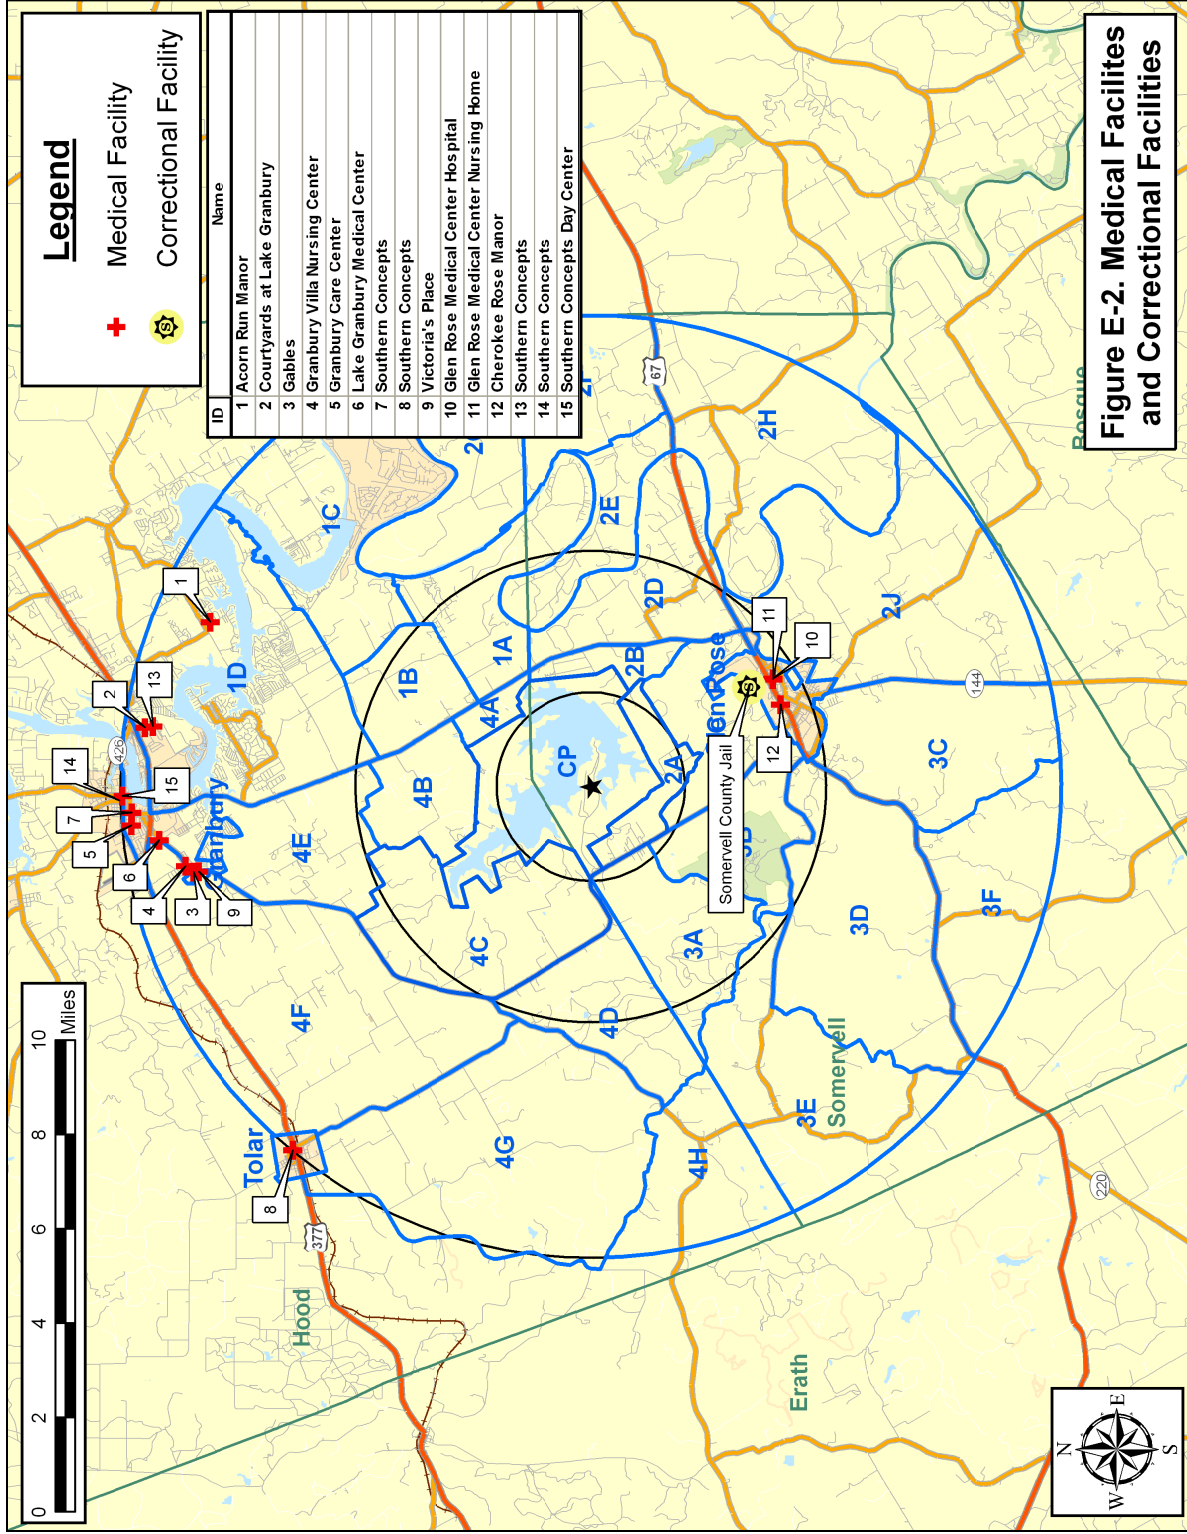 Legend
Medical Facility
Correctional Facility
ID Name
1 Acorn Run Manor
2 Courtyards at Lake Granbury
3 Gables
4 Granbury Villa Nursing Center
5 Granbury Care Center
6 Lake Granbury Medical Center
7 Southern Concepts
8 Southern Concepts
9 Victoria's Place
10 Glen Rose Medical Center Hospital
11 Glen Rose Medical Center Nursing Home
12 Cherokee Rose Manor
13 Southern Concepts
14 Southern Concepts
15 Southern Concepts Day Center
0 2 4 6 8 10
Miles
Figure E-2. Medical Facilites
and Correctional Facilities
N
W E
S
Hood
Erath
Somervell
Bosque
Tolar
Granbury
len Rose
Somervell County Jail
CP
1A
1B
1C
1D
2A
2B
2D
2E
2F
2H
2J
3A
3B
3C
3D
3E
3F
4A
4B
4C
4D
4E
4F
4G
4H
1
2
13
14
15
7
5
6
4
3
9
8
11
10
12
377
67
426
144
220